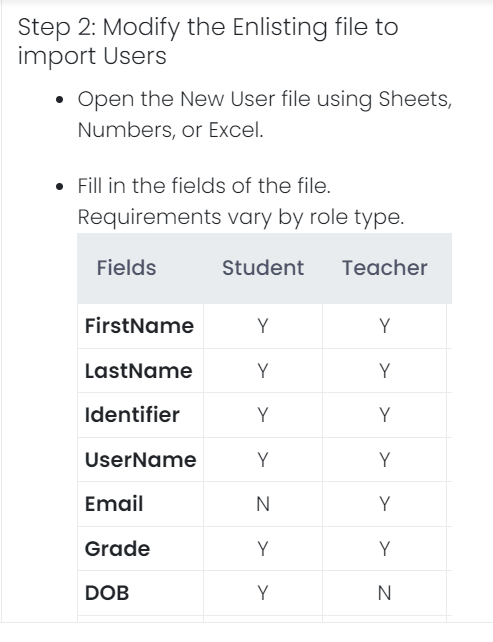 Step 2: Modify the Enlisting file to
import Users
• Open the New User file using Sheets,
Numbers, or Excel.
• Fill in the fields of the file.
Requirements vary by role type.
Fields Student Teacher
FirstName Y Y
LastName Y Y
Identifier Y Y
UserName Y Y
Email N Y
Grade Y Y
DOB Y N